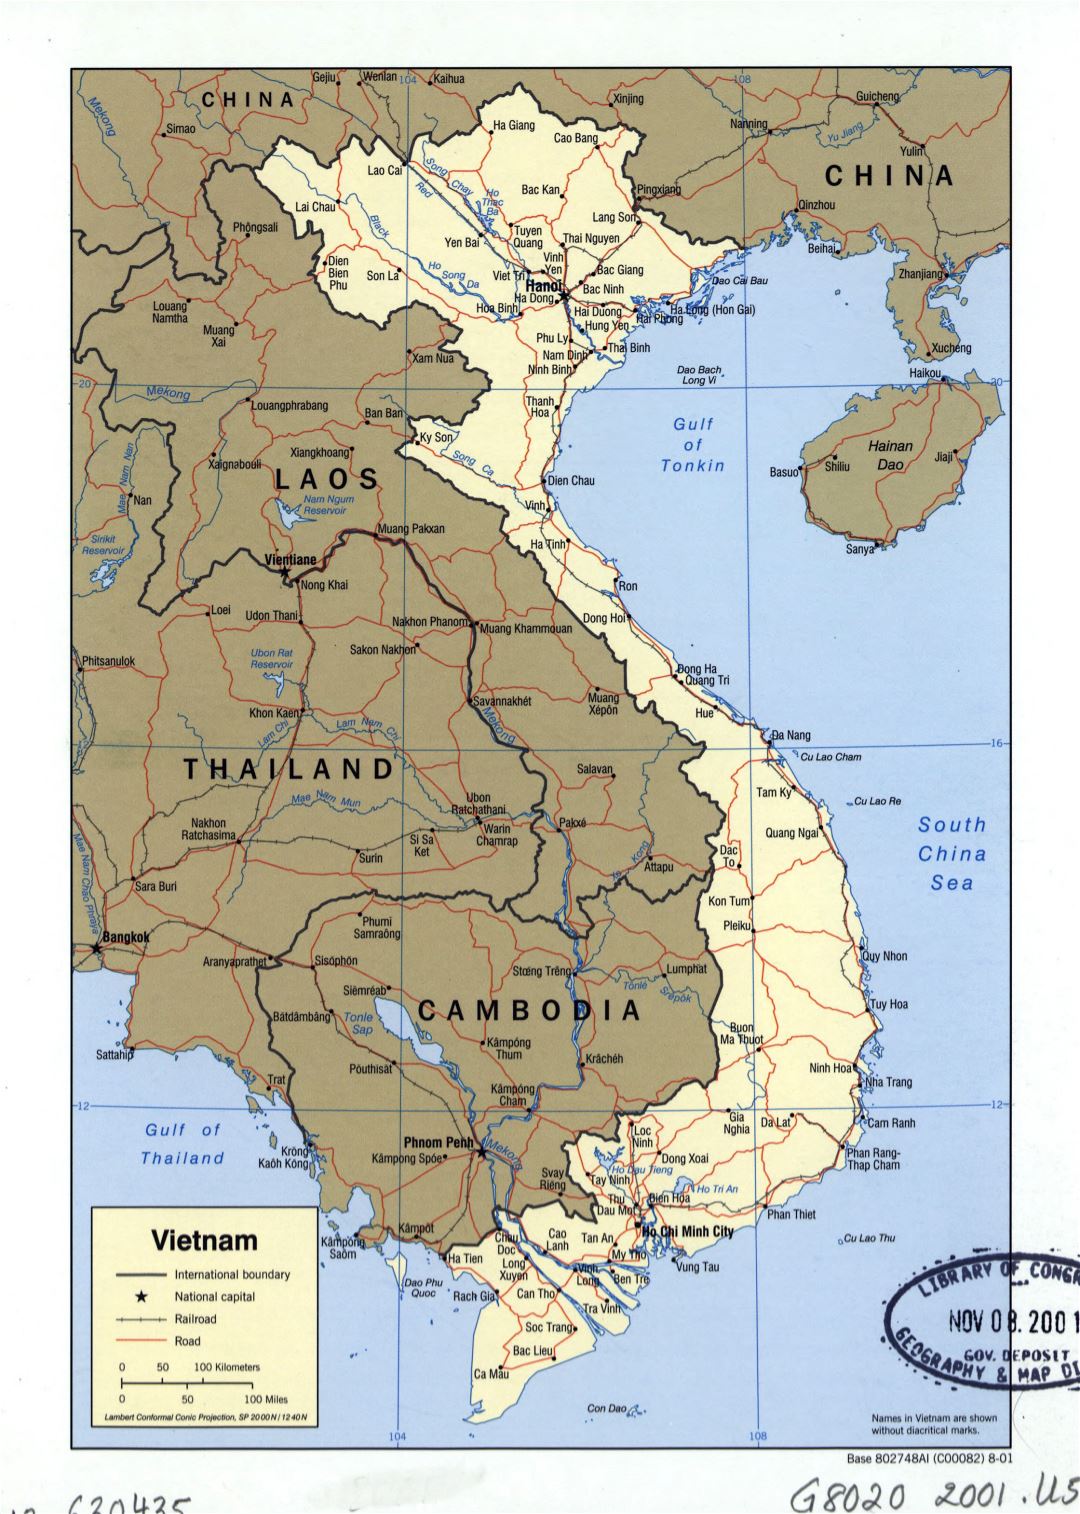 Gejiu
Wenlan
104
Kaihua
108
CHINA
Mekong
Simao
Xinjing
Guicheng
Nanning
Yu Jiang
Yulin
CHINA
Ha Giang
Cao Bang
Lao Cai
Song Chay
Red
Ho
Thac
Ba
Bac Kan
Pingxiang
Lang Son
Qinzhou
Lai Chau
Black
Phôngsali
Yen Bai
Tuyen
Quang
Thai Nguyen
Beihai
Zhanjiang
Dien
Bien
Phu
Son La
Ho
Song
Da
Viet Tri
Vinh
Yen
Bac Giang
Dao Cai Bau
Hanoi
Bac Ninh
Ha Dong
Hoa Binh
Hai Duong
Ha Long (Hon Gai)
Hai Phong
Hung Yen
Louang
Namtha
Muang
Xai
Phu Ly
Thai Binh
Nam Dinh
Ninh Binh
Xam Nua
Xucheng
Haikou
Dao Bach
Long Vi
20
20
Mekong
Louangphrabang
Ban Ban
Thanh
Hoa
Gulf
of
Tonkin
Ky Son
Song Ca
Hainan
Dao
Mae Nam Nan
Xaignabouli
Xiangkhoang
Basuo
Shiliu
Jiaji
LAOS
Dien Chau
Nan
Nam Ngum
Reservoir
Vinh
Sirikit
Reservoir
Muang Pakxan
Ha Tinh
Sanya
Vientiane
Nong Khai
Ron
Loei
Udon Thani
Nakhon Phanom
Muang Khammouan
Dong Hoi
Sakon Nakhon
Ubon Rat
Reservoir
Phitsanulok
Dong Ha
Quang Tri
Savannakhét
Muang
Xépôn
Khon Kaen
Lam Chi
Lam Nam Chi
Mekong
Hue
Da Nang
16
Cu Lao Cham
THAILAND
Salavan
Mae Nam Mun
Ubon
Ratchathani
Tam Ky
Cu Lao Re
Nakhon
Ratchasima
Si Sa
Ket
Warin
Chamrap
Pakxé
Quang Ngai
South
China
Sea
Surin
Kong
Attapu
Dac
To
Mae Nam Chao Phraya
Sara Buri
Kon Tum
Pleiku
Phumi
Samraông
Bangkok
Aranyaprathet
Sisôphôn
Stœng Trêng
Lumphat
Quy Nhon
Siêmréab
Tônlé
Srêpôk
CAMBODIA
Tuy Hoa
Bătdâmbâng
Tonle
Sap
Kâmpóng
Thum
Buon
Ma Thuot
Sattahip
Poŭthĭsăt
Krâchéh
Ninh Hoa
Trat
Nha Trang
Kâmpóng
Cham
12
12
Gia
Nghia
Da Lat
Cam Ranh
Gulf of
Thailand
Phnom Penh
Mekong
Loc
Ninh
Krŏng
Kaôh Kŏng
Kâmpong Spœ
Dong Xoai
Phan Rang-
Thap Cham
Ho Dau Tieng
Svay
Riĕng
Tay Ninh
Ho Tri An
Thu
Dau Mot
Bien Hoa
Phan Thiet
Kâmpôt
Cao
Lanh
Tan An
Ho Chi Minh City
Cu Lao Thu
Kâmpóng
Saôm
Chau
Doc
Ha Tien
My Tho
Vung Tau
Long
Xuyen
Vinh
Long
Ben Tre
Dao Phu
Quoc
Rach Gia
Can Tho
Tra Vinh
Soc Trang
Bac Lieu
Ca Mau
Con Dao
104
108
Vietnam
International boundary
National capital
Railroad
Road
0 50 100 Kilometers
0 50 100 Miles
Lambert Conformal Conic Projection, SP 20 00 N / 12 40 N
LIBRARY OF CONG
NOV 08. 2001
GOV. DEPOSIT
GEOGRAPHY & MAP DI
Names in Vietnam are shown
without diacritical marks.
Base 802748AI (C00082) 8-01
630435
G8020 2001 .U5